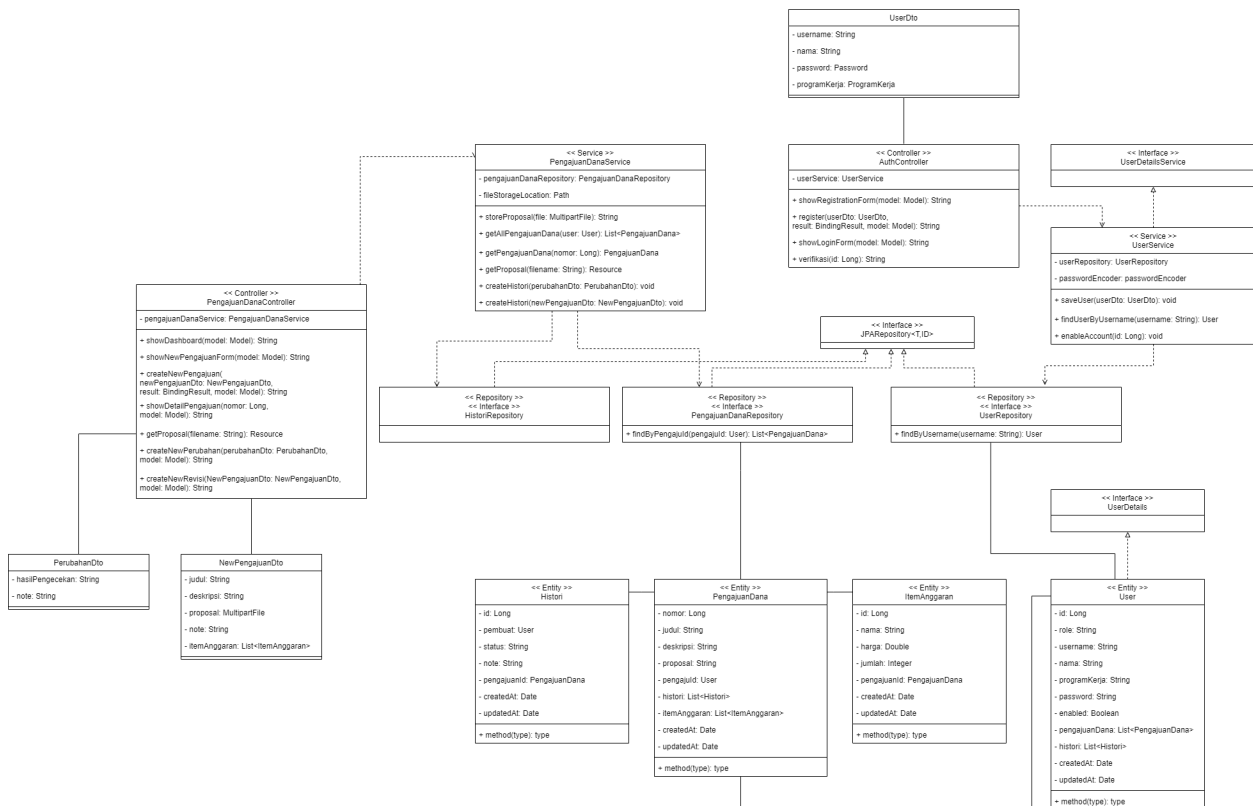 UserDto
- username: String
- nama: String
- password: Password
- programKerja: ProgramKerja
<< Service >>
PengajuanDanaService
- pengajuanDanaRepository: PengajuanDanaRepository
- fileStorageLocation: Path
+ storeProposal(file: MultipartFile): String
+ getAllPengajuanDana(user: User): List<PengajuanDana>
+ getPengajuanDana(nomor: Long): PengajuanDana
+ getProposal(filename: String): Resource
+ createHistori(perubahanDto: PerubahanDto): void
+ createHistori(newPengajuanDto: NewPengajuanDto): void
<< Controller >>
AuthController
- userService: UserService
+ showRegistrationForm(model: Model): String
+ register(userDto: UserDto,
result: BindingResult, model: Model): String
+ showLoginForm(model: Model): String
+ verifikasi(id: Long): String
<< Interface >>
UserDetailsService
<< Service >>
UserService
- userRepository: UserRepository
- passwordEncoder: passwordEncoder
+ saveUser(userDto: UserDto): void
+ findUserByUsername(username: String): User
+ enableAccount(id: Long): void
<< Controller >>
PengajuanDanaController
- pengajuanDanaService: PengajuanDanaService
+ showDashboard(model: Model): String
+ showNewPengajuanForm(model: Model): String
+ createNewPengajuan(
newPengajuanDto: NewPengajuanDto,
result: BindingResult, model: Model): String
+ showDetailPengajuan(nomor: Long,
model: Model): String
+ getProposal(filename: String): Resource
+ createNewPerubahan(perubahanDto: PerubahanDto,
model: Model): String
+ createNewRevisi(NewPengajuanDto: NewPengajuanDto,
model: Model): String
<< Interface >>
JPARepository<T,ID>
<< Repository >>
<< Interface >>
HistoriRepository
<< Repository >>
<< Interface >>
PengajuanDanaRepository
+ findByPengajuId(pengajuId: User): List<PengajuanDana>
<< Repository >>
<< Interface >>
UserRepository
+ findByUsername(username: String): User
<< Interface >>
UserDetails
PerubahanDto
- hasilPengecekan: String
- note: String
NewPengajuanDto
- judul: String
- deskripsi: String
- proposal: MultipartFile
- note: String
- itemAnggaran: List<ItemAnggaran>
<< Entity >>
Histori
- id: Long
- pembuat: User
- status: String
- note: String
- pengajuanId: PengajuanDana
- createdAt: Date
- updatedAt: Date
+ method(type): type
<< Entity >>
PengajuanDana
- nomor: Long
- judul: String
- deskripsi: String
- proposal: String
- pengajuId: User
- histori: List<Histori>
- itemAnggaran: List<ItemAnggaran>
- createdAt: Date
- updatedAt: Date
+ method(type): type
<< Entity >>
ItemAnggaran
- id: Long
- nama: String
- harga: Double
- jumlah: Integer
- pengajuanId: PengajuanDana
- createdAt: Date
- updatedAt: Date
+ method(type): type
<< Entity >>
User
- id: Long
- role: String
- username: String
- nama: String
- programKerja: String
- password: String
- enabled: Boolean
- pengajuanDana: List<PengajuanDana>
- histori: List<Histori>
- createdAt: Date
- updatedAt: Date
+ method(type): type